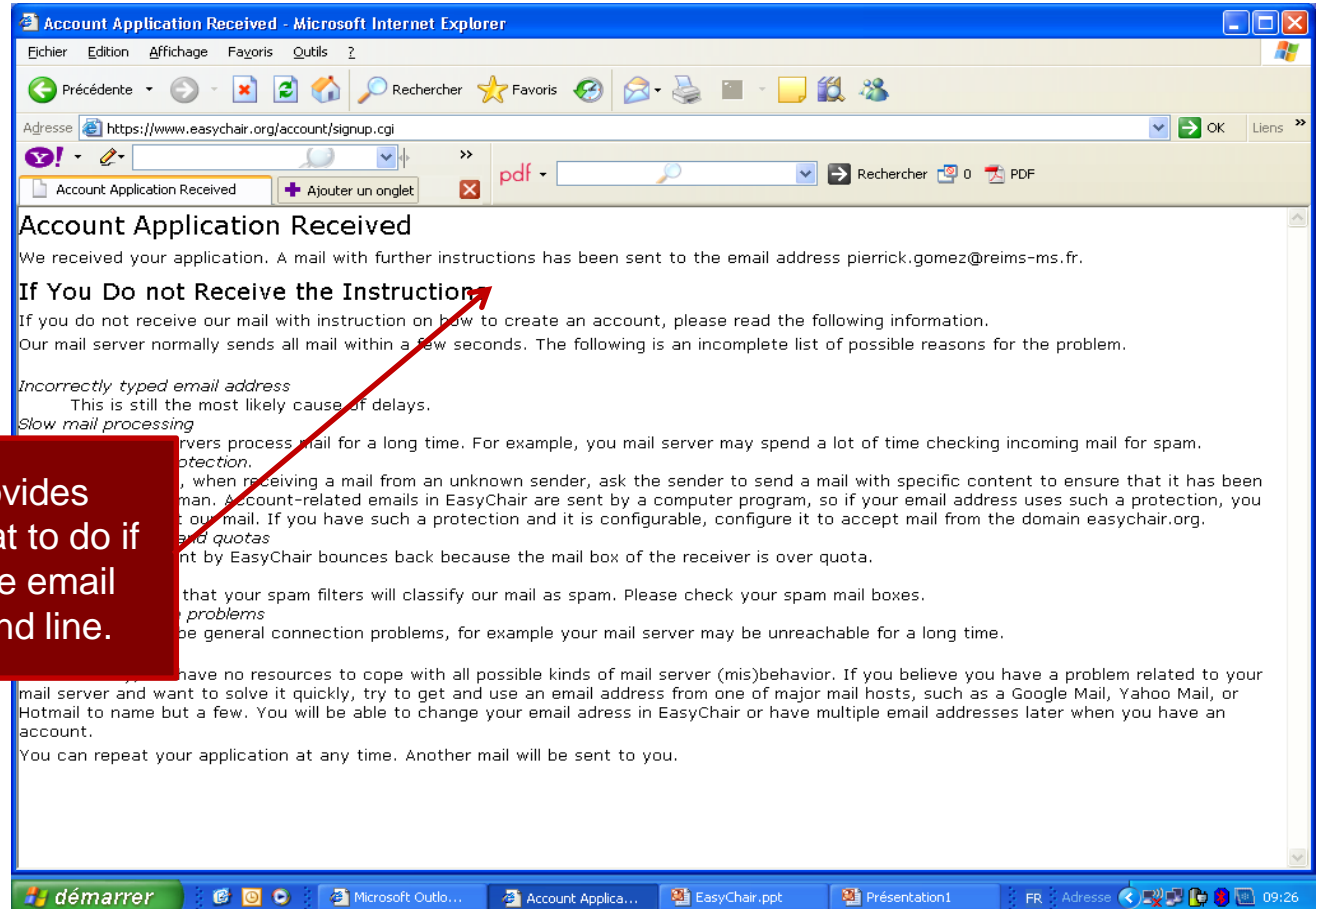 Account Application Received - Microsoft Internet Explorer
Fichier Edition Affichage Favoris Outils ?
Précédente Rechercher Favoris
Adresse https://www.easychair.org/account/signup.cgi OK Liens »
Y! » pdf Rechercher 0 PDF
Account Application Received Ajouter un onglet
Account Application Received
We received your application. A mail with further instructions has been sent to the email address pierrick.gomez@reims-ms.fr.
If You Do not Receive the Instructions
If you do not receive our mail with instruction on how to create an account, please read the following information.
Our mail server normally sends all mail within a few seconds. The following is an incomplete list of possible reasons for the problem.
Incorrectly typed email address
This is still the most likely cause of delays.
Slow mail processing
rvers process mail for a long time. For example, you mail server may spend a lot of time checking incoming mail for spam.
otection.
, when receiving a mail from an unknown sender, ask the sender to send a mail with specific content to ensure that it has been
man. Account-related emails in EasyChair are sent by a computer program, so if your email address uses such a protection, you
t our mail. If you have such a protection and it is configurable, configure it to accept mail from the domain easychair.org.
and quotas
nt by EasyChair bounces back because the mail box of the receiver is over quota.
that your spam filters will classify our mail as spam. Please check your spam mail boxes.
problems
be general connection problems, for example your mail server may be unreachable for a long time.
have no resources to cope with all possible kinds of mail server (mis)behavior. If you believe you have a problem related to your
mail server and want to solve it quickly, try to get and use an email address from one of major mail hosts, such as a Google Mail, Yahoo Mail, or
Hotmail to name but a few. You will be able to change your email adress in EasyChair or have multiple email addresses later when you have an
account.
You can repeat your application at any time. Another mail will be sent to you.
ovides
at to do if
e email
nd line.
démarrer Microsoft Outlo... Account Applica... EasyChair.ppt Présentation1 FR Adresse 09:26